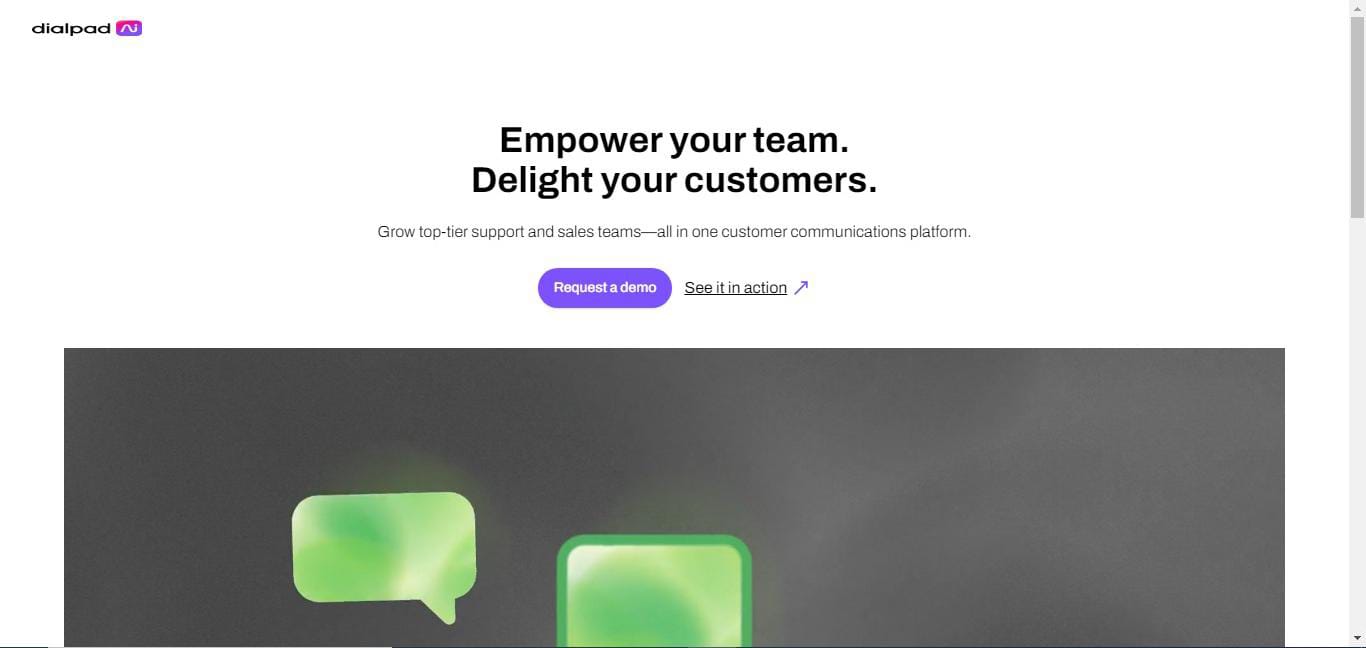 dialpad Ai
Empower your team.
Delight your customers.
Grow top-tier support and sales teams—all in one customer communications platform.
Request a demo
See it in action